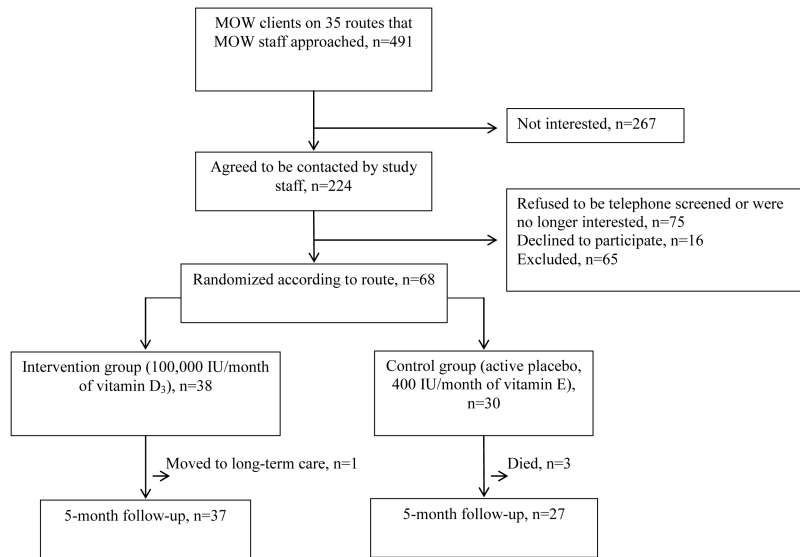 MOW clients on 35 routes that
MOW staff approached, n=491
Not interested, n=267
Agreed to be contacted by study
staff, n=224
Refused to be telephone screened or were
no longer interested, n=75
Declined to participate, n=16
Excluded, n=65
Randomized according to route, n=68
Intervention group (100,000 IU/month
of vitamin D₃), n=38
Control group (active placebo,
400 IU/month of vitamin E),
n=30
Moved to long-term care, n=1
Died, n=3
5-month follow-up, n=37
5-month follow-up, n=27